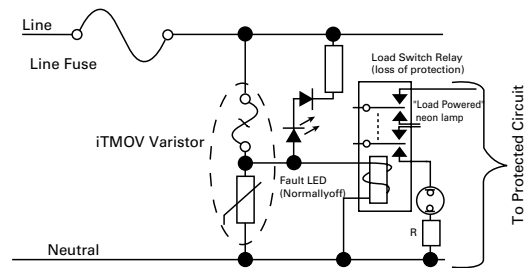 Line
Line Fuse
Load Switch Relay
(loss of protection)
"Load Powered"
neon lamp
iTMOV Varistor
Fault LED
(Normallyoff)
R
Neutral
To Protected Circuit